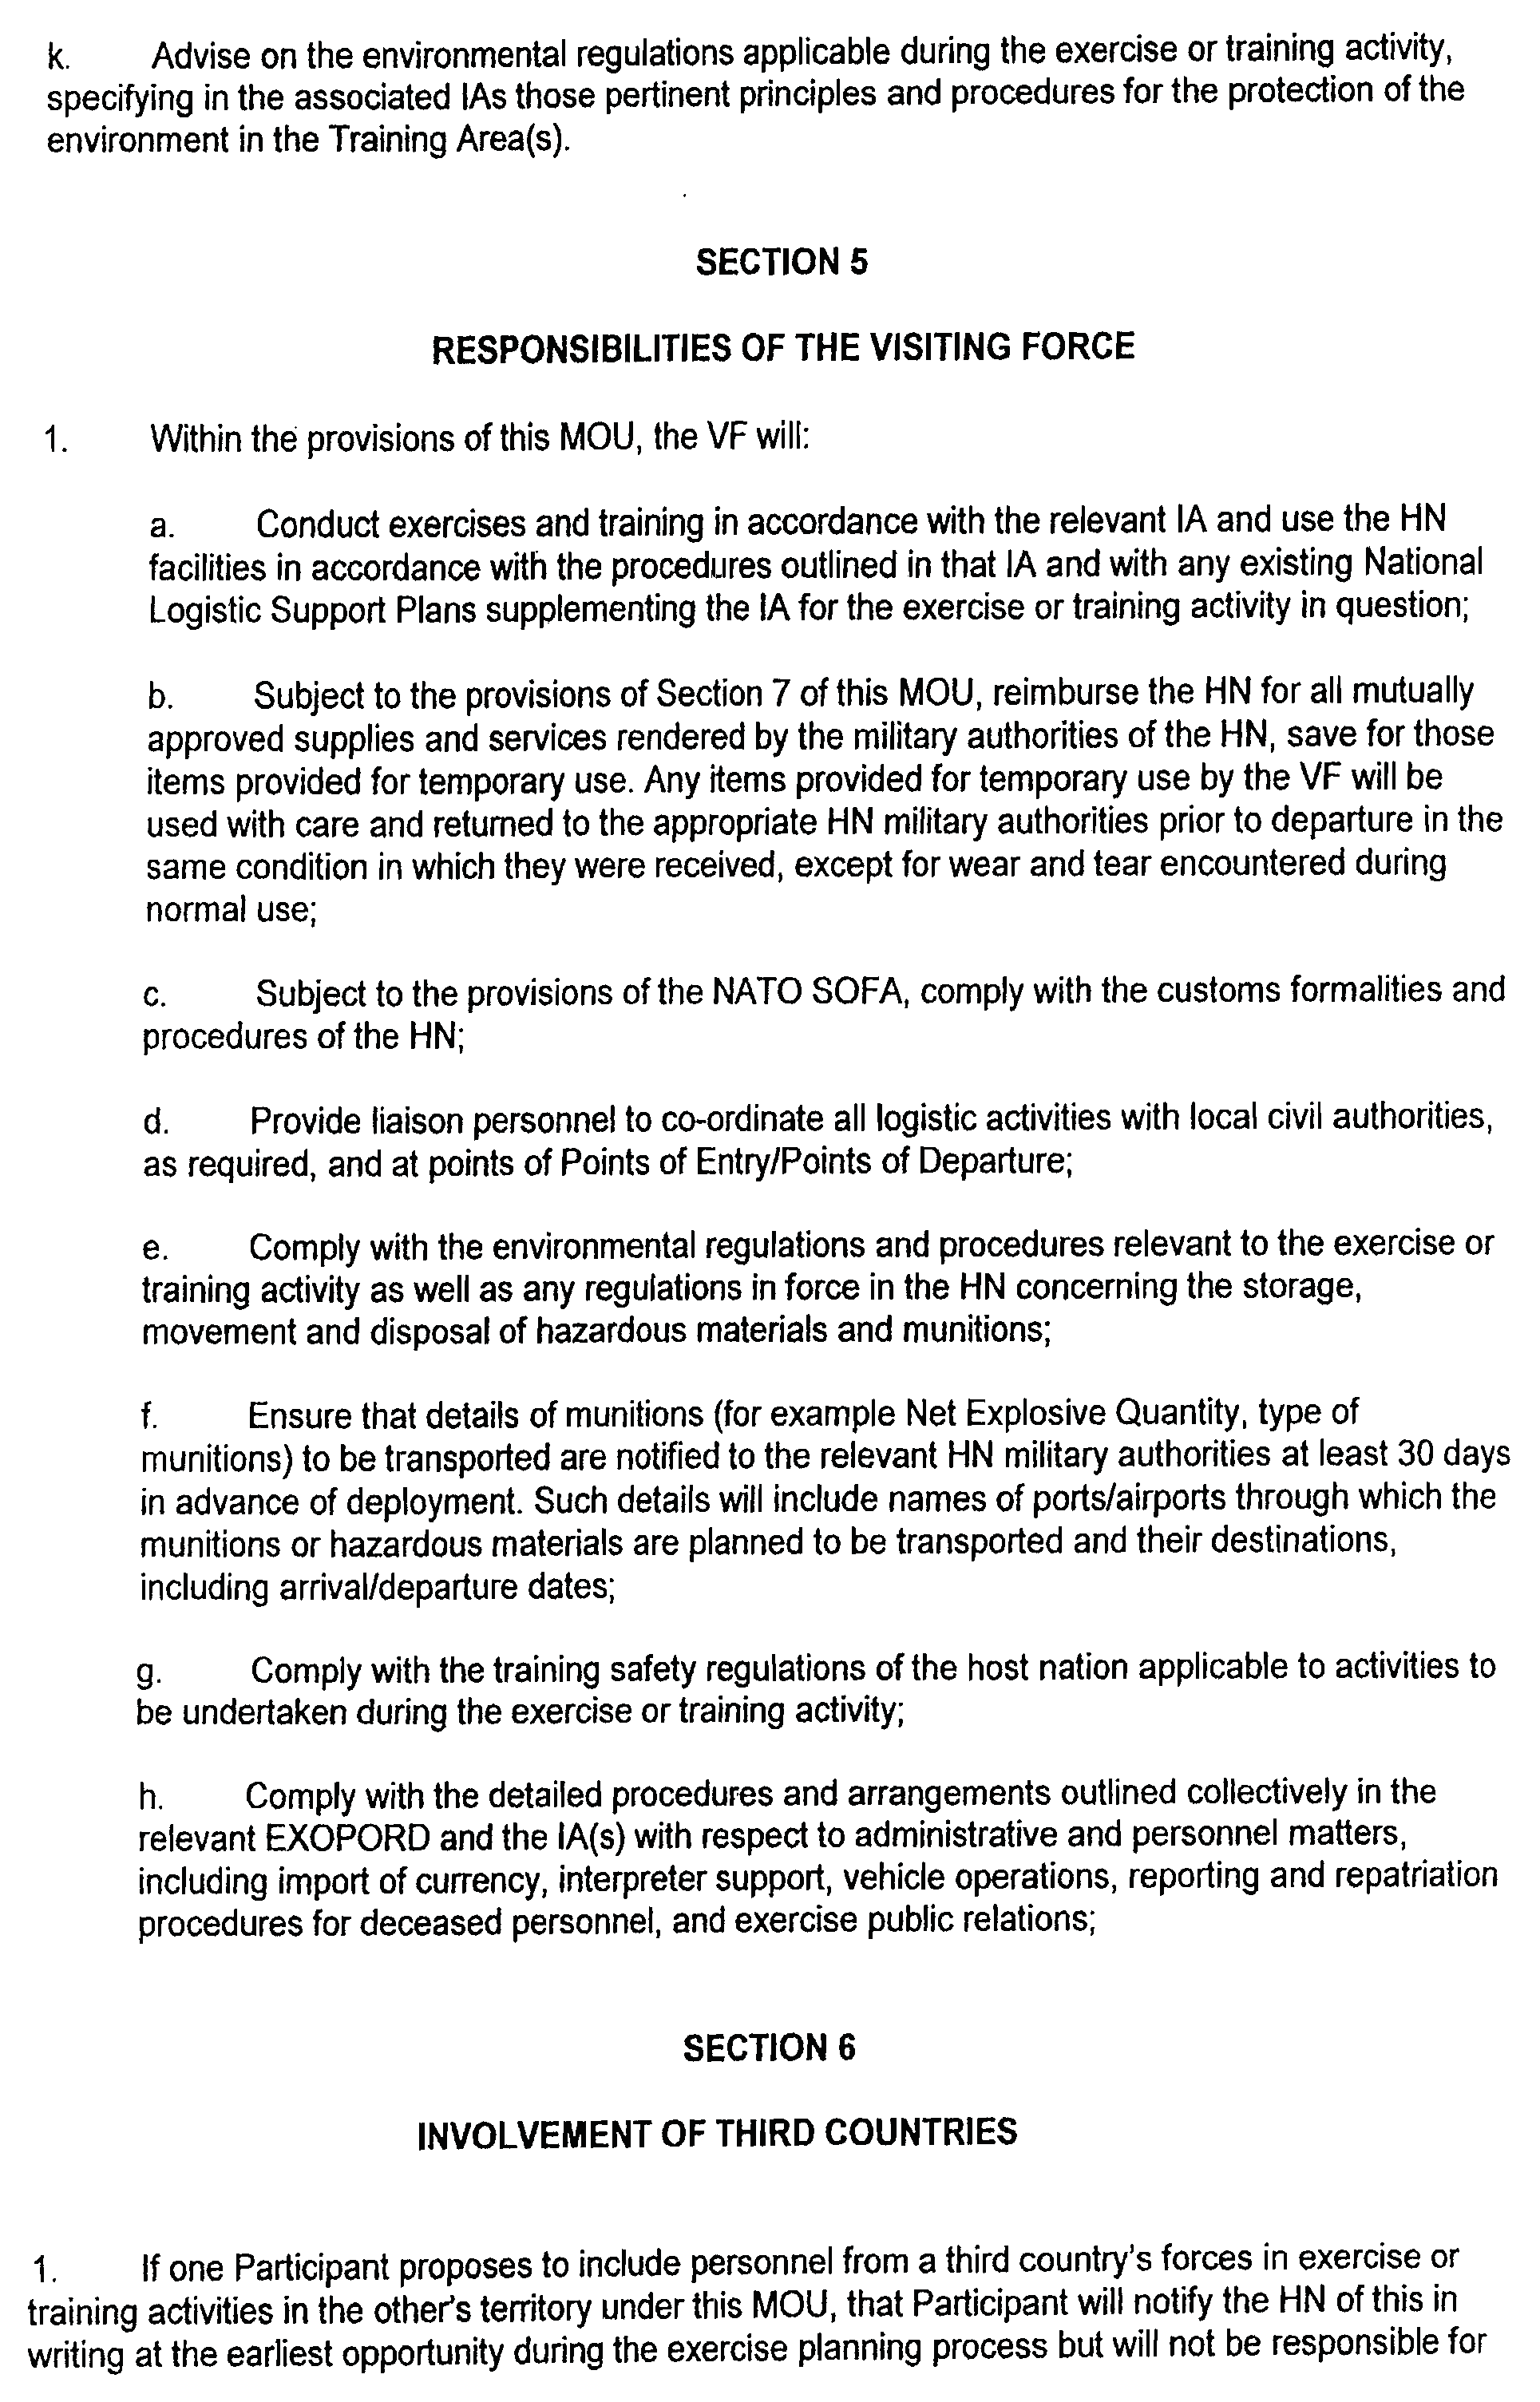 k. Advise on the environmental regulations applicable during the exercise or training activity,
specifying in the associated IAs those pertinent principles and procedures for the protection of the
environment in the Training Area(s).
SECTION 5
RESPONSIBILITIES OF THE VISITING FORCE
1. Within the provisions of this MOU, the VF will:
a. Conduct exercises and training in accordance with the relevant IA and use the HN
facilities in accordance with the procedures outlined in that IA and with any existing National
Logistic Support Plans supplementing the IA for the exercise or training activity in question;
b. Subject to the provisions of Section 7 of this MOU, reimburse the HN for all mutually
approved supplies and services rendered by the military authorities of the HN, save for those
items provided for temporary use. Any items provided for temporary use by the VF will be
used with care and returned to the appropriate HN military authorities prior to departure in the
same condition in which they were received, except for wear and tear encountered during
normal use;
c. Subject to the provisions of the NATO SOFA, comply with the customs formalities and
procedures of the HN;
d. Provide liaison personnel to co-ordinate all logistic activities with local civil authorities,
as required, and at points of Points of Entry/Points of Departure;
e. Comply with the environmental regulations and procedures relevant to the exercise or
training activity as well as any regulations in force in the HN concerning the storage,
movement and disposal of hazardous materials and munitions;
f. Ensure that details of munitions (for example Net Explosive Quantity, type of
munitions) to be transported are notified to the relevant HN military authorities at least 30 days
in advance of deployment. Such details will include names of ports/airports through which the
munitions or hazardous materials are planned to be transported and their destinations,
including arrival/departure dates;
g. Comply with the training safety regulations of the host nation applicable to activities to
be undertaken during the exercise or training activity;
h. Comply with the detailed procedures and arrangements outlined collectively in the
relevant EXOPORD and the IA(s) with respect to administrative and personnel matters,
including import of currency, interpreter support, vehicle operations, reporting and repatriation
procedures for deceased personnel, and exercise public relations;
SECTION 6
INVOLVEMENT OF THIRD COUNTRIES
1. If one Participant proposes to include personnel from a third country's forces in exercise or
training activities in the other's territory under this MOU, that Participant will notify the HN of this in
writing at the earliest opportunity during the exercise planning process but will not be responsible for